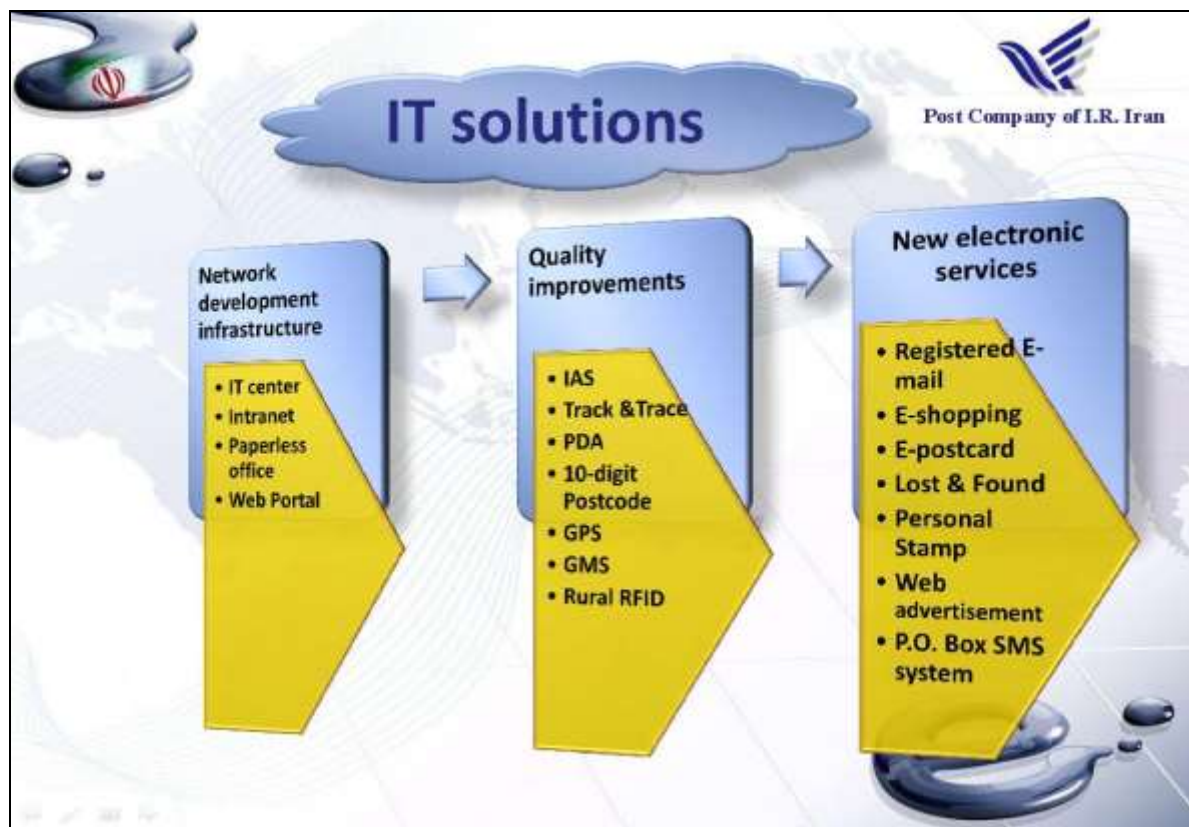 IT solutions
Post Company of I.R. Iran
Network
development
infrastructure
• IT center
• Intranet
• Paperless
office
• Web Portal
Quality
improvements
• IAS
• Track &Trace
• PDA
• 10-digit
Postcode
• GPS
• GMS
• Rural RFID
New electronic
services
• Registered E-
mail
• E-shopping
• E-postcard
• Lost & Found
• Personal
Stamp
• Web
advertisement
• P.O. Box SMS
system